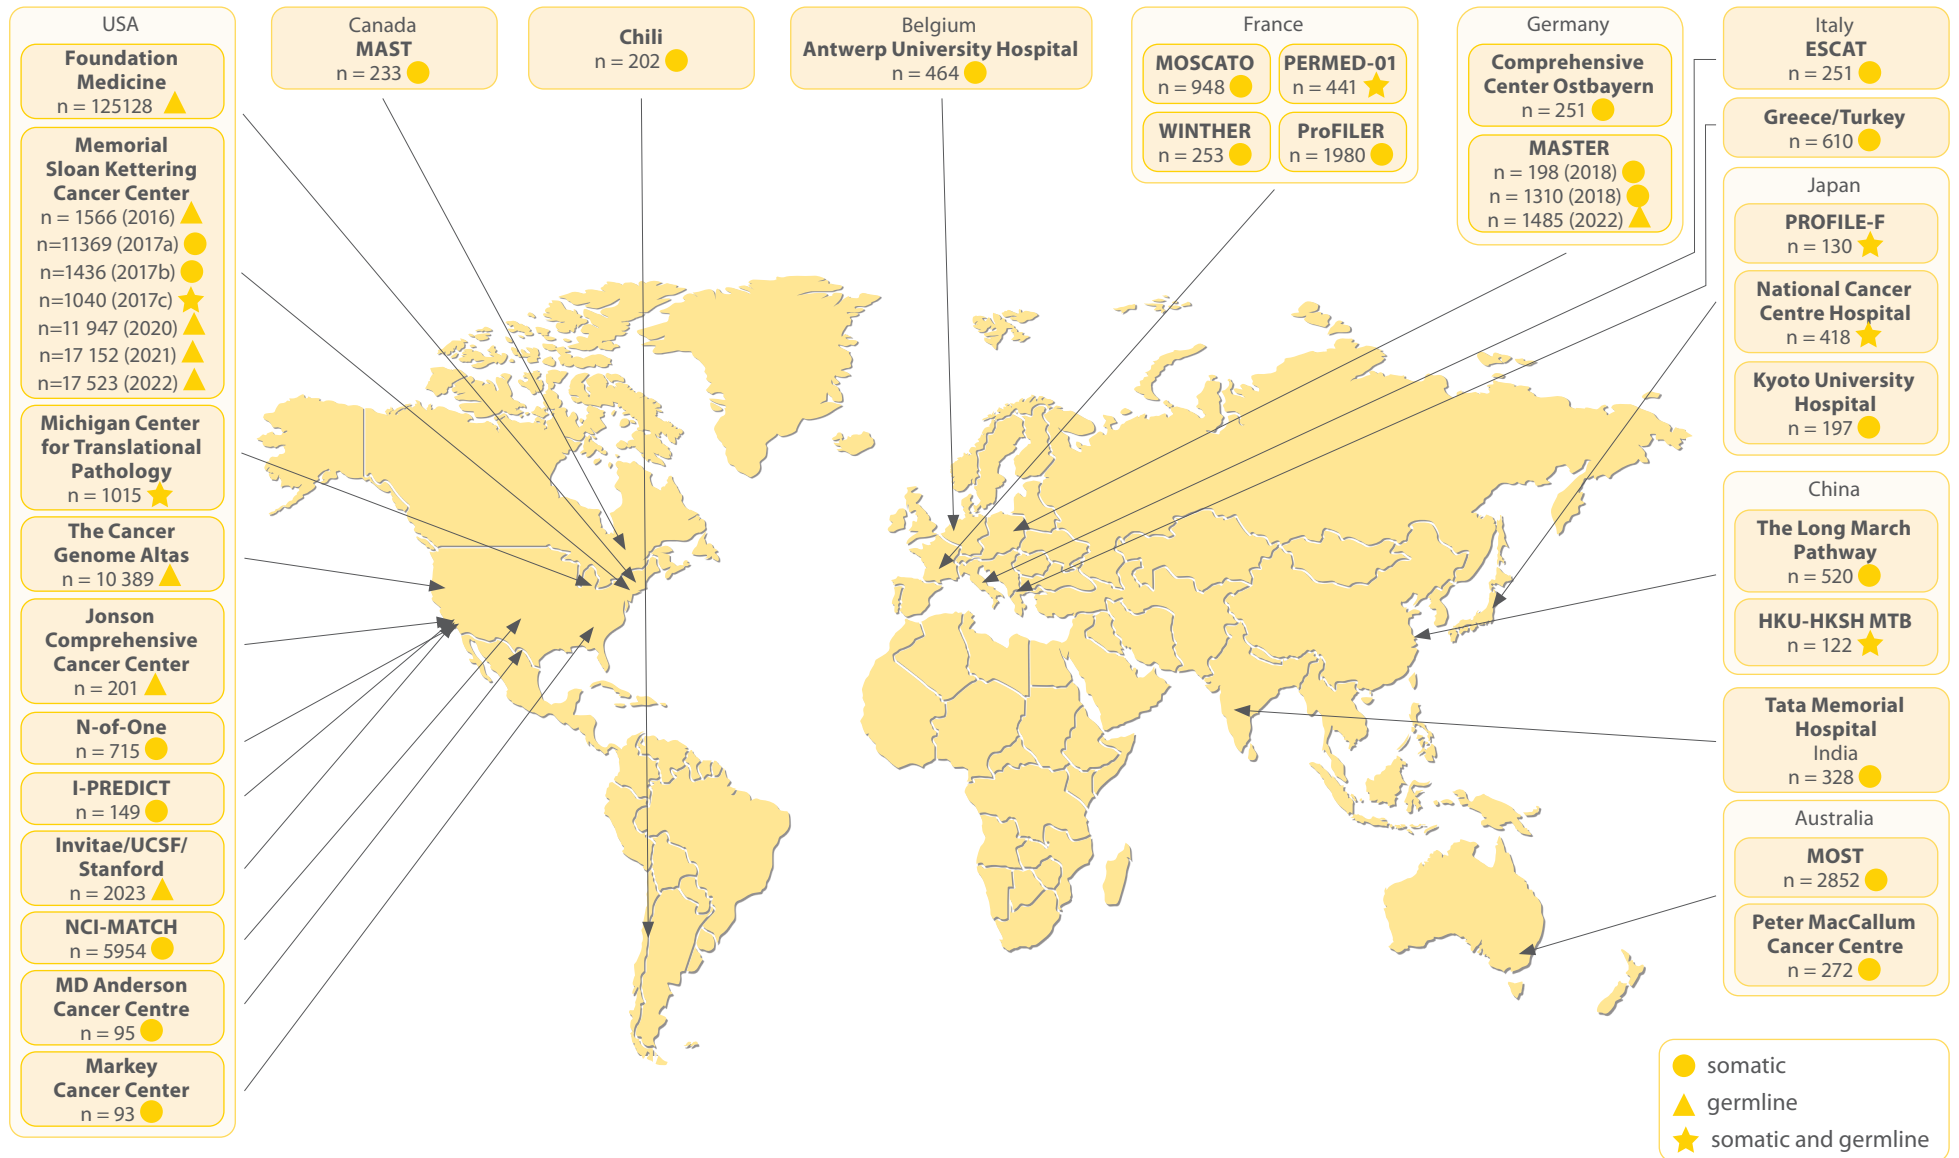 USA
Foundation
Medicine
n = 125128
Memorial
Sloan Kettering
Cancer Center
n = 1566 (2016)
n=11369 (2017a)
n=1436 (2017b)
n=1040 (2017c)
n=11 947 (2020)
n=17 152 (2021)
n=17 523 (2022)
Michigan Center
for Translational
Pathology
n = 1015
The Cancer
Genome Altas
n = 10 389
Jonson
Comprehensive
Cancer Center
n = 201
N-of-One
n = 715
I-PREDICT
n = 149
Invitae/UCSF/
Stanford
n = 2023
NCI-MATCH
n = 5954
MD Anderson
Cancer Centre
n = 95
Markey
Cancer Center
n = 93
Canada
MAST
n = 233
Chili
n = 202
Belgium
Antwerp University Hospital
n = 464
France
MOSCATO
n = 948
PERMED-01
n = 441
WINTHER
n = 253
ProFILER
n = 1980
Germany
Comprehensive
Center Ostbayern
n = 251
MASTER
n = 198 (2018)
n = 1310 (2018)
n = 1485 (2022)
Italy
ESCAT
n = 251
Greece/Turkey
n = 610
Japan
PROFILE-F
n = 130
National Cancer
Centre Hospital
n = 418
Kyoto University
Hospital
n = 197
China
The Long March
Pathway
n = 520
HKU-HKSH MTB
n = 122
Tata Memorial
Hospital
India
n = 328
Australia
MOST
n = 2852
Peter MacCallum
Cancer Centre
n = 272
somatic
germline
somatic and germline